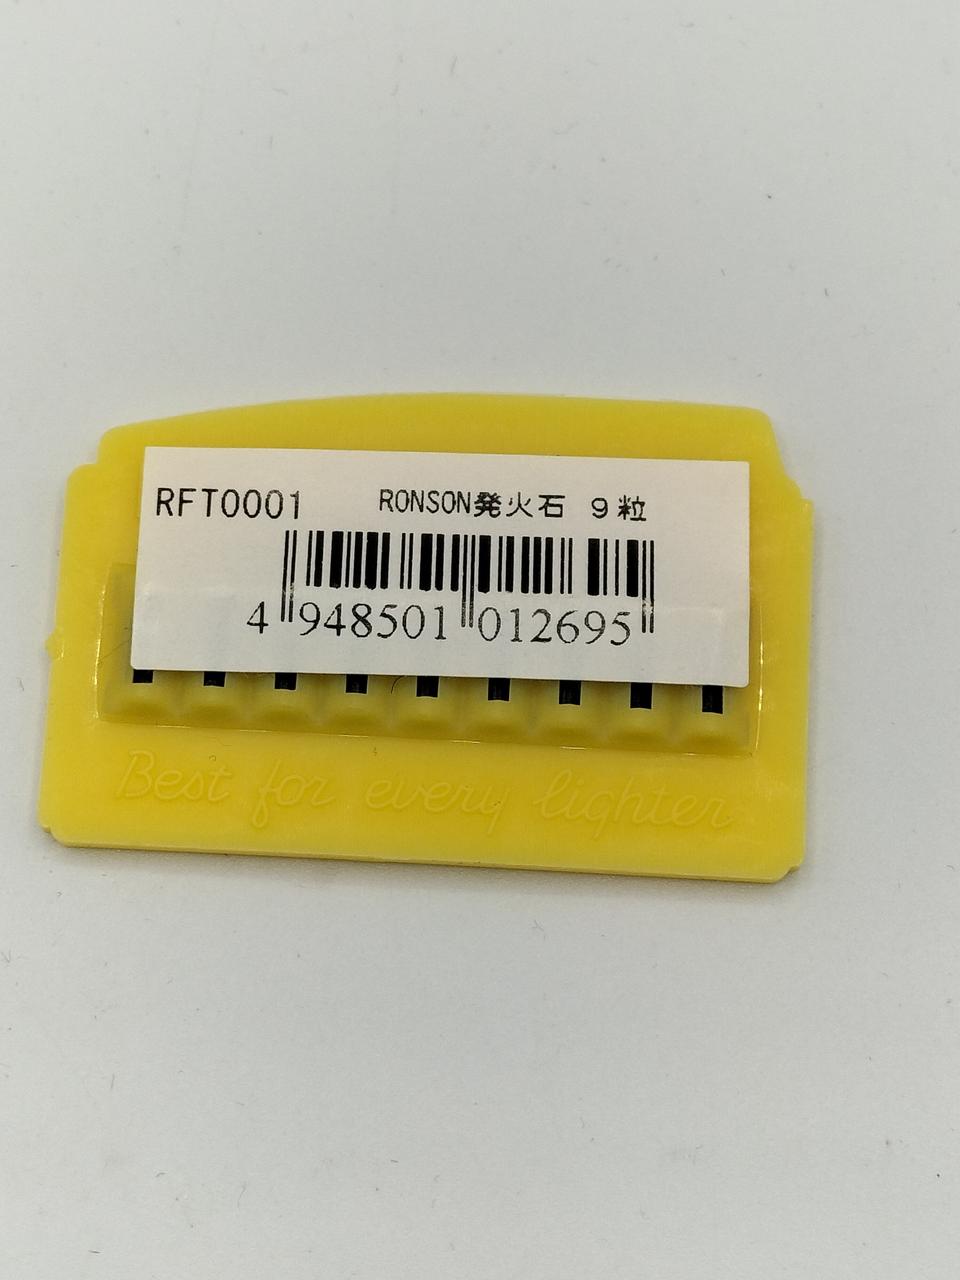 RFT0001 RONSON発火石 9粒
4 948501 012695
Best for every lighter